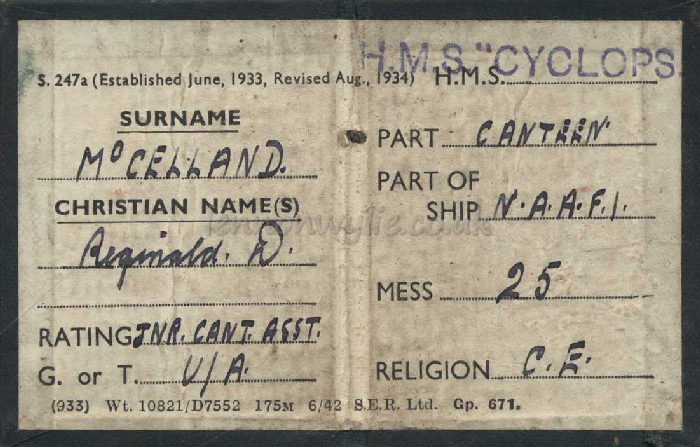 H.M.S. "CYCLOPS.
S. 247a (Established June, 1933, Revised Aug., 1934)
H.M.S.
SURNAME
McCELLAND.
CHRISTIAN NAME(S)
Reginald. D.
RATING JNR. CANT. ASST.
G. or T. U/A.
PART CANTEEN.
PART OF
SHIP N.A.A.F.I.
MESS 25
RELIGION C.E.
(933) Wt. 10821/D7552 175M 6/42 S.E.R. Ltd. Gp. 671.